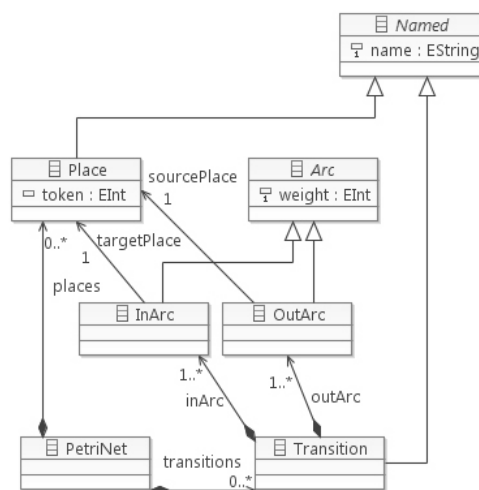 Named
name : EString
Place
token : EInt
sourcePlace
1
Arc
weight : EInt
0..*
targetPlace
1
places
InArc
OutArc
1..*
inArc
1..*
outArc
PetriNet
transitions
0..*
Transition